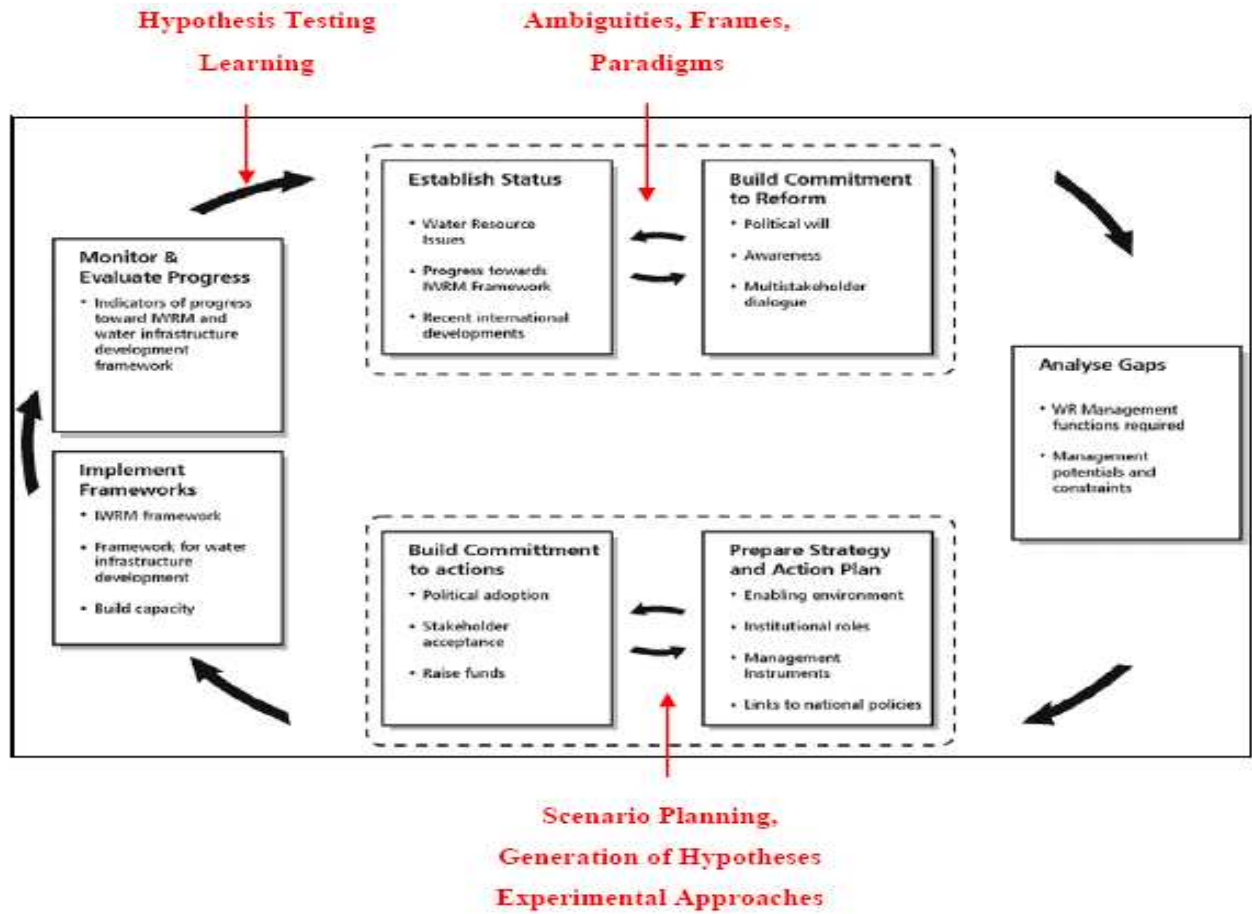 Hypothesis Testing
Learning
Ambiguities, Frames,
Paradigms
Establish Status
• Water Resource
Issues
• Progress towards
IWRM Framework
• Recent international
developments
Build Commitment
to Reform
• Political will
• Awareness
• Multistakeholder
dialogue
Monitor &
Evaluate Progress
• Indicators of progress
toward IWRM and
water infrastructure
development
framework
Analyse Gaps
• WR Management
functions required
• Management
potentials and
constraints
Implement
Frameworks
• IWRM framework
• Framework for water
infrastructure
development
• Build capacity
Build Committment
to actions
• Political adoption
• Stakeholder
acceptance
• Raise funds
Prepare Strategy
and Action Plan
• Enabling environment
• Institutional roles
• Management
Instruments
• Links to national policies
Scenario Planning,
Generation of Hypotheses
Experimental Approaches